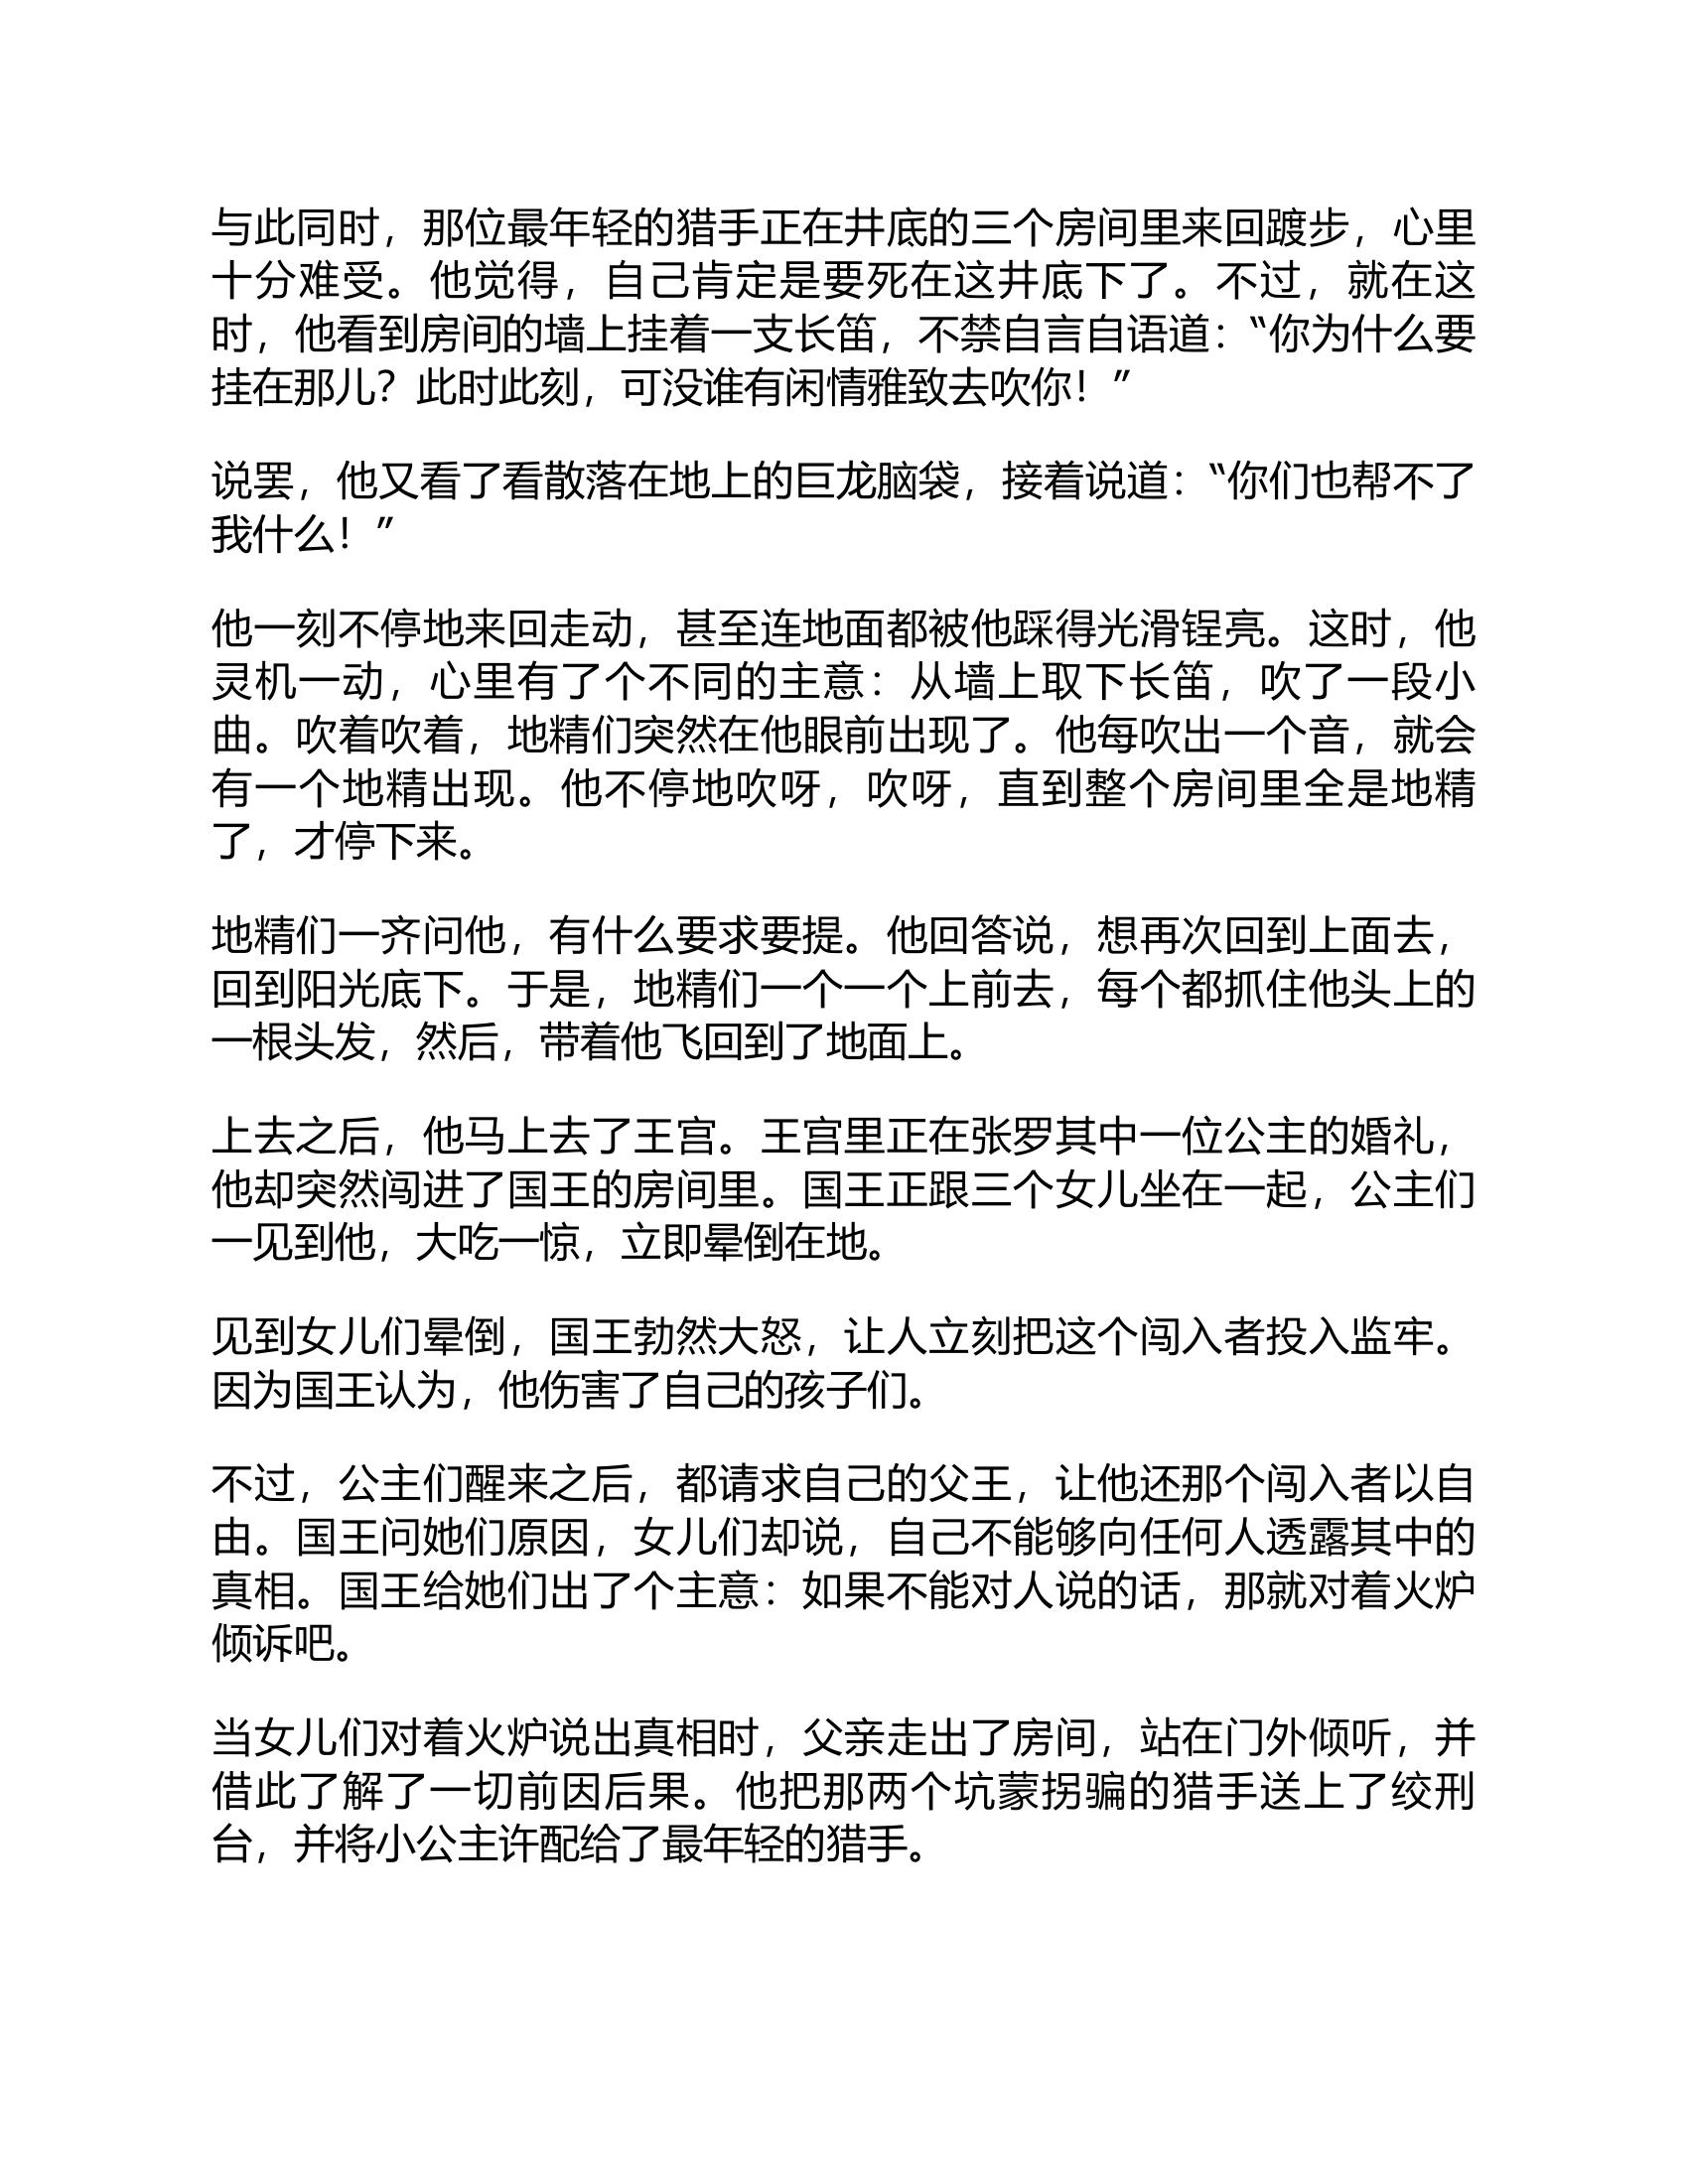 与此同时，那位最年轻的猎手正在井底的三个房间里来回踱步，心里
十分难受。他觉得，自己肯定是要死在这井底下了。不过，就在这
时，他看到房间的墙上挂着一支长笛，不禁自言自语道：“你为什么要
挂在那儿？此时此刻，可没谁有闲情雅致去吹你！”
说罢，他又看了看散落在地上的巨龙脑袋，接着说道：“你们也帮不了
我什么！”
他一刻不停地来回走动，甚至连地面都被他踩得光滑锃亮。这时，他
灵机一动，心里有了个不同的主意：从墙上取下长笛，吹了一段小
曲。吹着吹着，地精们突然在他眼前出现了。他每吹出一个音，就会
有一个地精出现。他不停地吹呀，吹呀，直到整个房间里全是地精
了，才停下来。
地精们一齐问他，有什么要求要提。他回答说，想再次回到上面去，
回到阳光底下。于是，地精们一个一个上前去，每个都抓住他头上的
一根头发，然后，带着他飞回到了地面上。
上去之后，他马上去了王宫。王宫里正在张罗其中一位公主的婚礼，
他却突然闯进了国王的房间里。国王正跟三个女儿坐在一起，公主们
一见到他，大吃一惊，立即晕倒在地。
见到女儿们晕倒，国王勃然大怒，让人立刻把这个闯入者投入监牢。
因为国王认为，他伤害了自己的孩子们。
不过，公主们醒来之后，都请求自己的父王，让他还那个闯入者以自
由。国王问她们原因，女儿们却说，自己不能够向任何人透露其中的
真相。国王给她们出了个主意：如果不能对人说的话，那就对着火炉
倾诉吧。
当女儿们对着火炉说出真相时，父亲走出了房间，站在门外倾听，并
借此了解了一切前因后果。他把那两个坑蒙拐骗的猎手送上了绞刑
台，并将小公主许配给了最年轻的猎手。